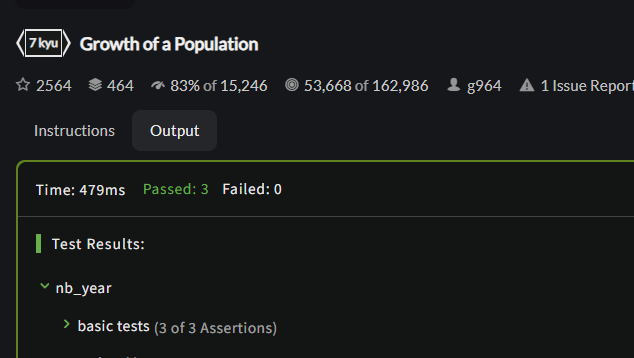 7 kyu Growth of a Population
2564 464 83% of 15,246 53,668 of 162,986 g964 1 Issue Report
Instructions Output
Time: 479ms Passed: 3 Failed: 0
Test Results:
nb_year
basic tests (3 of 3 Assertions)